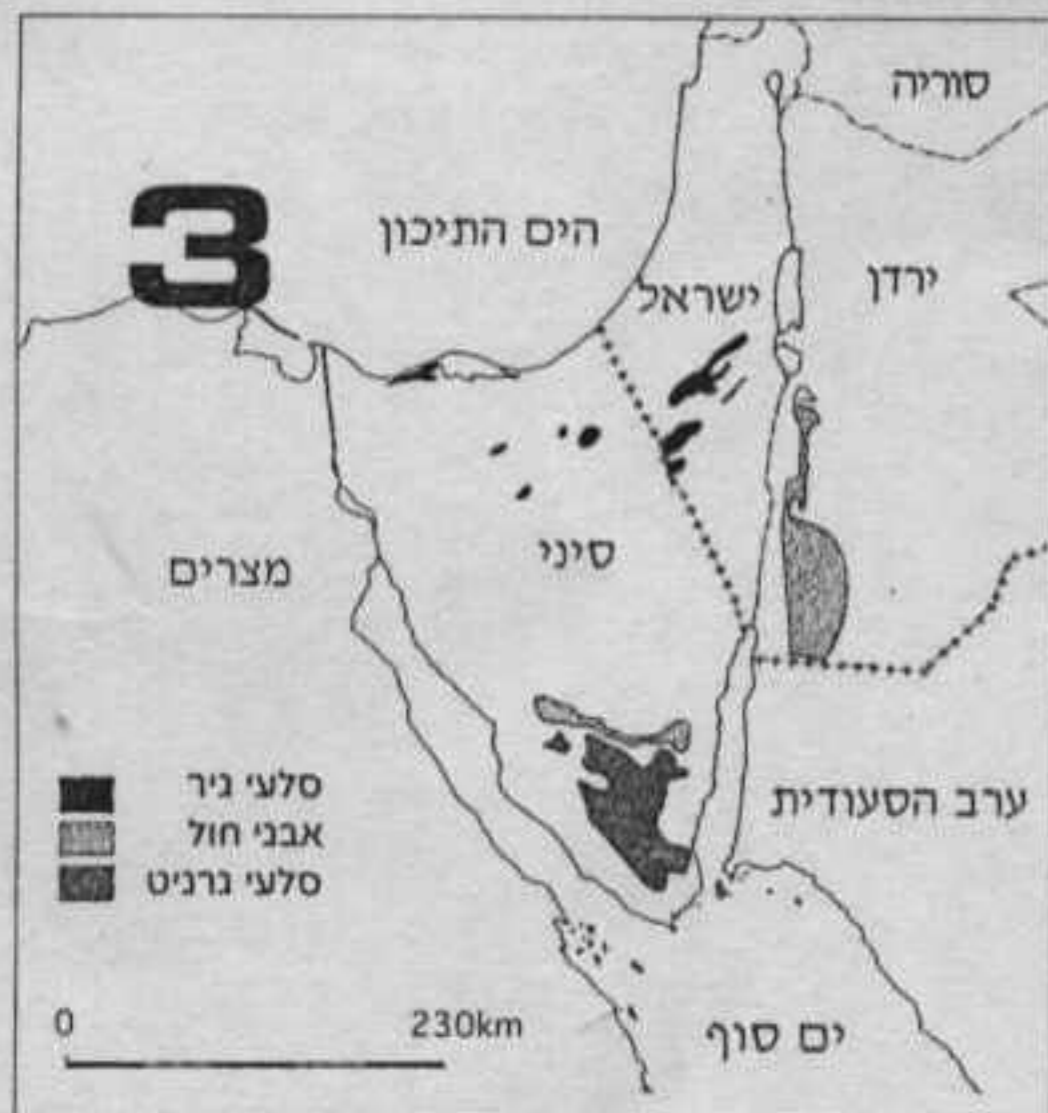 סוריה
3
הים התיכון
ישראל
ירדן
סיני
מצרים
סלעי גיר
אבני חול
סלעי גרניט
ערב הסעודית
0 230km
ים סוף